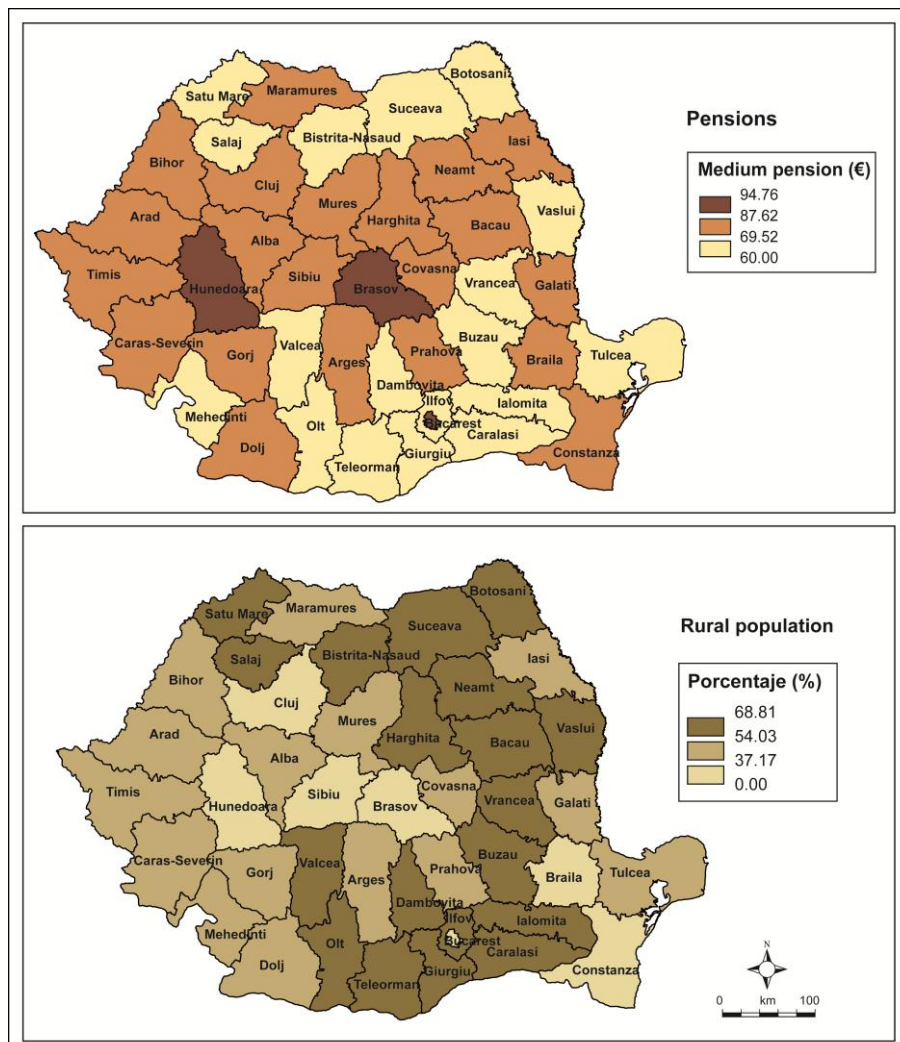 Botosani
Satu Mare
Maramures
Suceava
Salaj
Bistrita-Nasaud
Iasi
Bihor
Cluj
Neamt
Mures
Harghita
Vaslui
Arad
Alba
Bacau
Timis
Sibiu
Covasna
Hunedoara
Brasov
Vrancea
Galati
Caras-Severin
Gorj
Valcea
Arges
Prahova
Buzau
Braila
Tulcea
Dambovita
Ilfov
Ialomita
Mehedinti
Olt
Bucarest
Caralasi
Dolj
Giurgiu
Teleorman
Constanza
Pensions
Medium pension (€)
94.76
87.62
69.52
60.00
Botosani
Satu Mare
Maramures
Suceava
Salaj
Bistrita-Nasaud
Iasi
Bihor
Cluj
Neamt
Mures
Harghita
Vaslui
Arad
Alba
Bacau
Timis
Sibiu
Covasna
Hunedoara
Brasov
Vrancea
Galati
Caras-Severin
Gorj
Valcea
Arges
Prahova
Buzau
Braila
Tulcea
Dambovita
Ilfov
Ialomita
Mehedinti
Olt
Bucarest
Caralasi
Dolj
Giurgiu
Teleorman
Constanza
Rural population
Porcentaje (%)
68.81
54.03
37.17
0.00
N
0 km 100